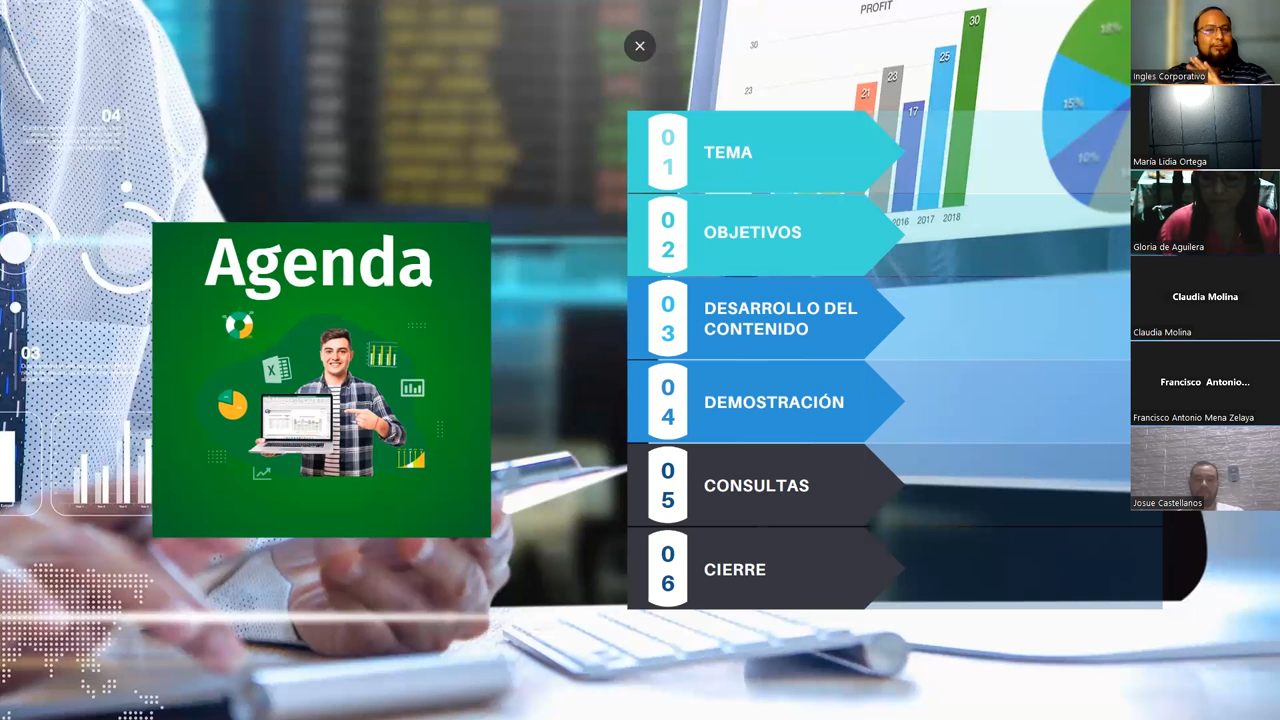 Agenda
01
TEMA
02
OBJETIVOS
03
DESARROLLO DEL
CONTENIDO
04
DEMOSTRACIÓN
05
CONSULTAS
06
CIERRE
PROFIT
30
23
21
23
17
25
30
2016 2017 2018
15%
10%
04
03
Ingles Corporativo
María Lidia Ortega
Gloria de Aguilera
Claudia Molina
Claudia Molina
Francisco Antonio...
Francisco Antonio Mena Zelaya
Josue Castellanos